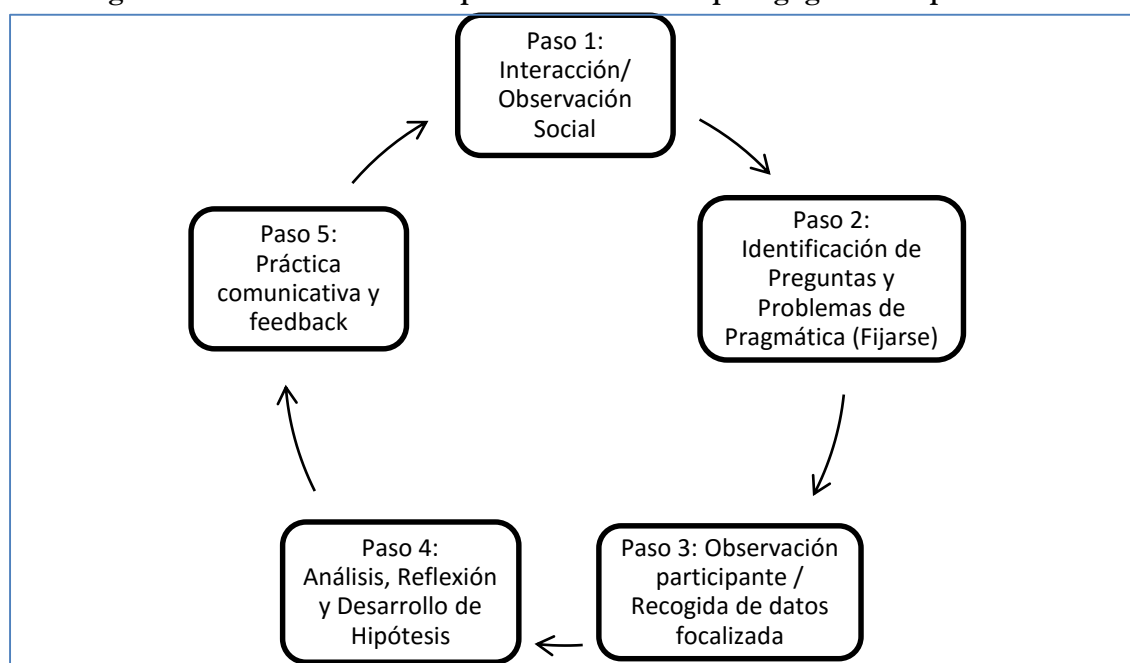 Paso 1:
Interacción/
Observación
Social
Paso 2:
Identificación de
Preguntas y
Problemas de
Pragmática (Fijarse)
Paso 3: Observación
participante /
Recogida de datos
focalizada
Paso 4:
Análisis, Reflexión
y Desarrollo de
Hipótesis
Paso 5:
Práctica
comunicativa y
feedback